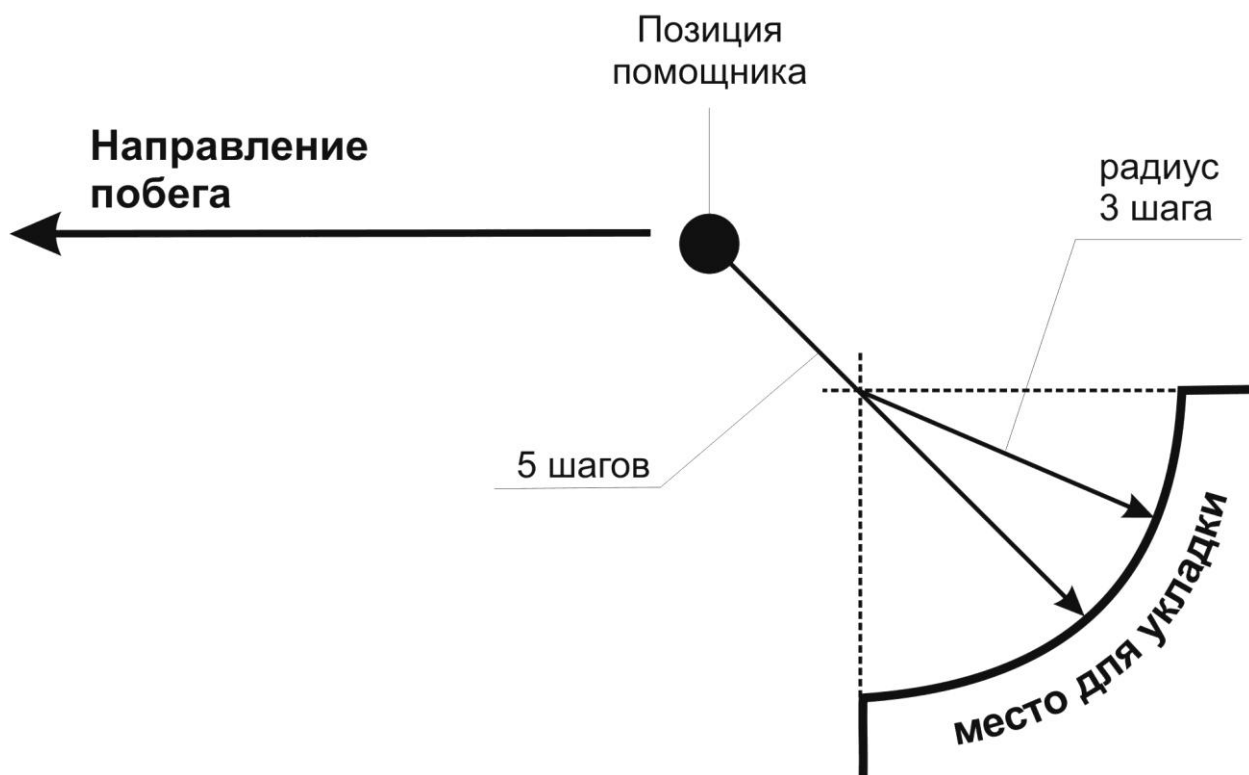 Позиция
помощника
Направление
побега
радиус
3 шага
5 шагов
место для укладки